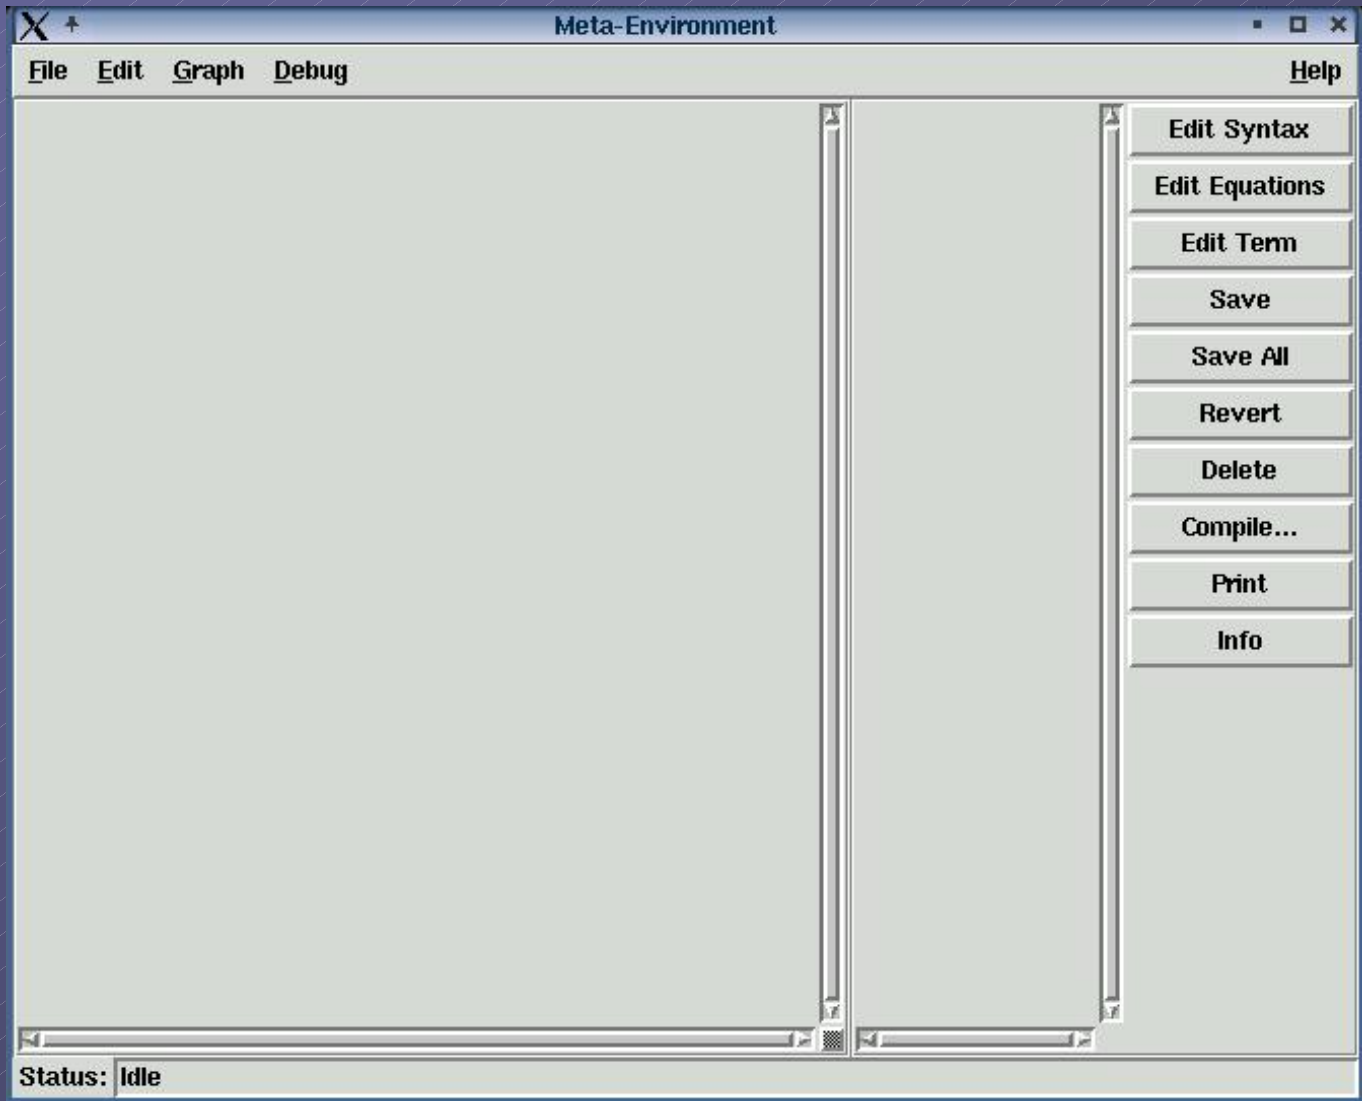 Meta-Environment
File Edit Graph Debug Help
Edit Syntax
Edit Equations
Edit Term
Save
Save All
Revert
Delete
Compile...
Print
Info
Status: Idle